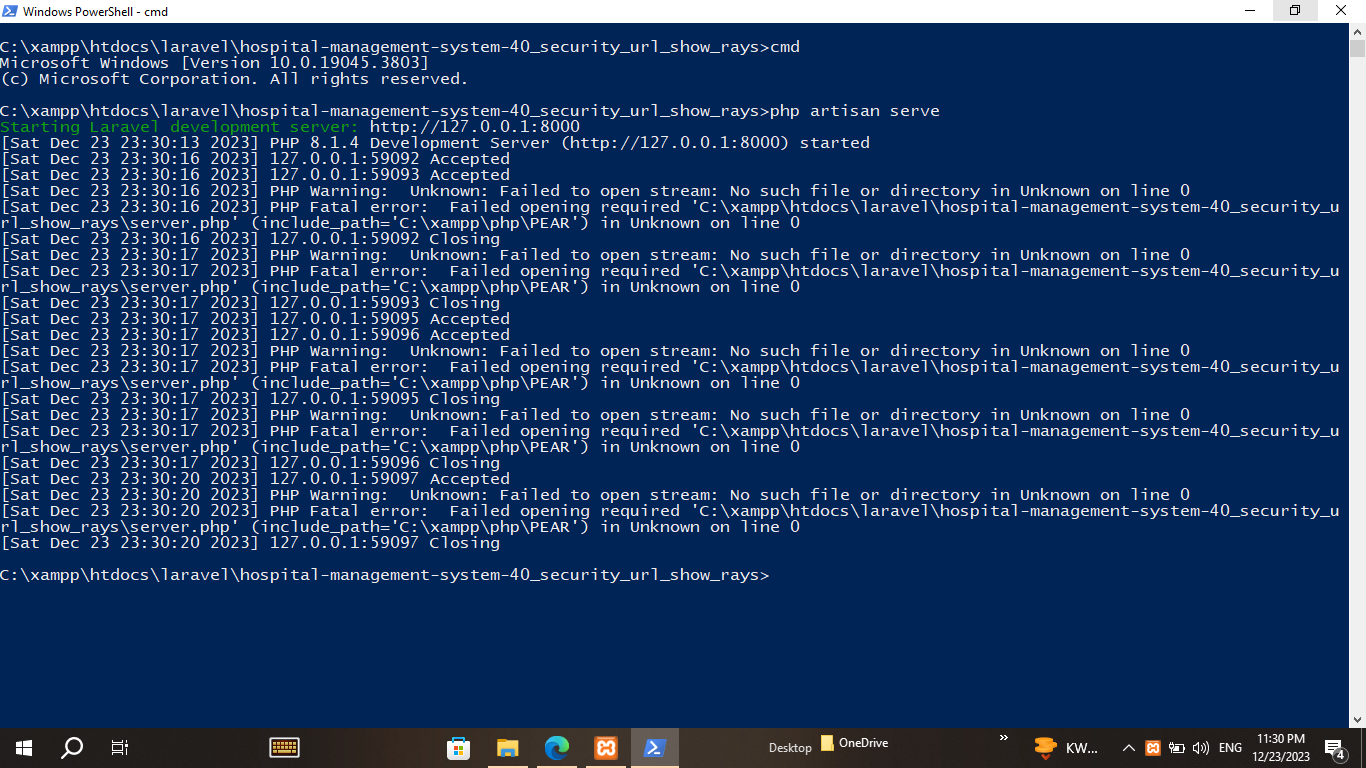 Windows PowerShell - cmd
C:\xampp\htdocs\laravel\hospital-management-system-40_security_url_show_rays>cmd
Microsoft Windows [Version 10.0.19045.3803]
(c) Microsoft Corporation. All rights reserved.
C:\xampp\htdocs\laravel\hospital-management-system-40_security_url_show_rays>php artisan serve
Starting Laravel development server: http://127.0.0.1:8000
[Sat Dec 23 23:30:13 2023] PHP 8.1.4 Development Server (http://127.0.0.1:8000) started
[Sat Dec 23 23:30:16 2023] 127.0.0.1:59092 Accepted
[Sat Dec 23 23:30:16 2023] 127.0.0.1:59093 Accepted
[Sat Dec 23 23:30:16 2023] PHP Warning:  Unknown: Failed to open stream: No such file or directory in Unknown on line 0
[Sat Dec 23 23:30:16 2023] PHP Fatal error:  Failed opening required 'C:\xampp\htdocs\laravel\hospital-management-system-40_security_u
rl_show_rays\server.php' (include_path='C:\xampp\php\PEAR') in Unknown on line 0
[Sat Dec 23 23:30:16 2023] 127.0.0.1:59092 Closing
[Sat Dec 23 23:30:17 2023] PHP Warning:  Unknown: Failed to open stream: No such file or directory in Unknown on line 0
[Sat Dec 23 23:30:17 2023] PHP Fatal error:  Failed opening required 'C:\xampp\htdocs\laravel\hospital-management-system-40_security_u
rl_show_rays\server.php' (include_path='C:\xampp\php\PEAR') in Unknown on line 0
[Sat Dec 23 23:30:17 2023] 127.0.0.1:59093 Closing
[Sat Dec 23 23:30:17 2023] 127.0.0.1:59095 Accepted
[Sat Dec 23 23:30:17 2023] 127.0.0.1:59096 Accepted
[Sat Dec 23 23:30:17 2023] PHP Warning:  Unknown: Failed to open stream: No such file or directory in Unknown on line 0
[Sat Dec 23 23:30:17 2023] PHP Fatal error:  Failed opening required 'C:\xampp\htdocs\laravel\hospital-management-system-40_security_u
rl_show_rays\server.php' (include_path='C:\xampp\php\PEAR') in Unknown on line 0
[Sat Dec 23 23:30:17 2023] 127.0.0.1:59095 Closing
[Sat Dec 23 23:30:17 2023] PHP Warning:  Unknown: Failed to open stream: No such file or directory in Unknown on line 0
[Sat Dec 23 23:30:17 2023] PHP Fatal error:  Failed opening required 'C:\xampp\htdocs\laravel\hospital-management-system-40_security_u
rl_show_rays\server.php' (include_path='C:\xampp\php\PEAR') in Unknown on line 0
[Sat Dec 23 23:30:17 2023] 127.0.0.1:59096 Closing
[Sat Dec 23 23:30:20 2023] 127.0.0.1:59097 Accepted
[Sat Dec 23 23:30:20 2023] PHP Warning:  Unknown: Failed to open stream: No such file or directory in Unknown on line 0
[Sat Dec 23 23:30:20 2023] PHP Fatal error:  Failed opening required 'C:\xampp\htdocs\laravel\hospital-management-system-40_security_u
rl_show_rays\server.php' (include_path='C:\xampp\php\PEAR') in Unknown on line 0
[Sat Dec 23 23:30:20 2023] 127.0.0.1:59097 Closing
C:\xampp\htdocs\laravel\hospital-management-system-40_security_url_show_rays>
Desktop OneDrive » KW... ENG
11:30 PM
12/23/2023
4